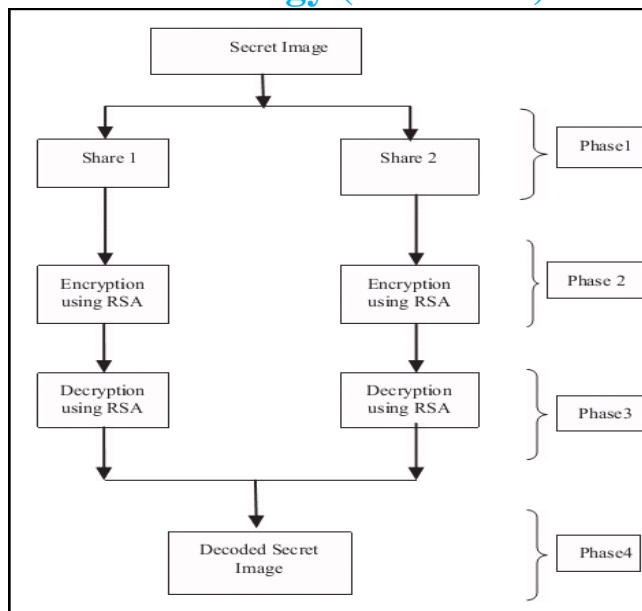 Secret Image
Share 1
Share 2
Phase1
Encryption
using RSA
Encryption
using RSA
Phase 2
Decryption
using RSA
Decryption
using RSA
Phase3
Decoded Secret
Image
Phase4